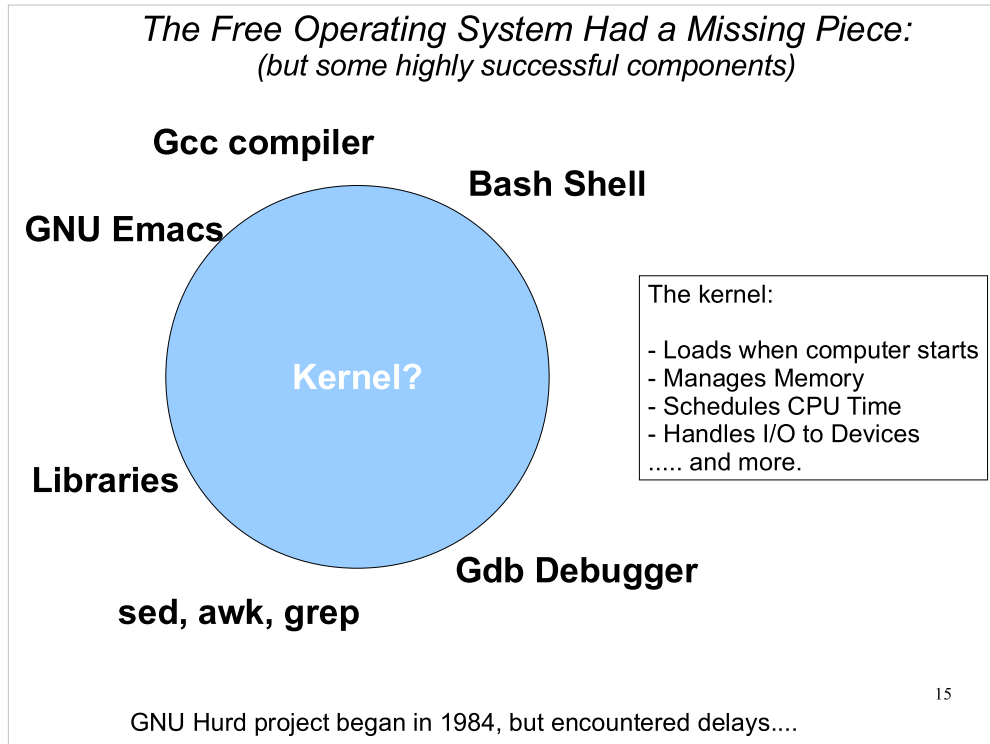 The Free Operating System Had a Missing Piece:
(but some highly successful components)
Gcc compiler
Bash Shell
GNU Emacs
Kernel?
The kernel:
- Loads when computer starts
- Manages Memory
- Schedules CPU Time
- Handles I/O to Devices
..... and more.
Libraries
Gdb Debugger
sed, awk, grep
15
GNU Hurd project began in 1984, but encountered delays....